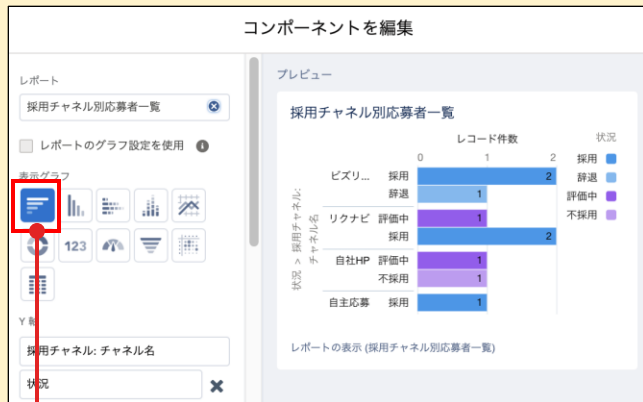 コンポーネントを編集
レポート
採用チャネル別応募者一覧
レポートのグラフ設定を使用
表示グラフ
123
Y 軸
採用チャネル: チャネル名
状況
プレビュー
採用チャネル別応募者一覧
レコード件数
状況
0 1 2
採用
辞退
評価中
不採用
状況 > 採用チャネル:
チャネル名
ビズリ... 採用 2
辞退 1
リクナビ 評価中 1
採用 2
自社HP 評価中 1
不採用 1
自主応募 採用 1
レポートの表示 (採用チャネル別応募者一覧)